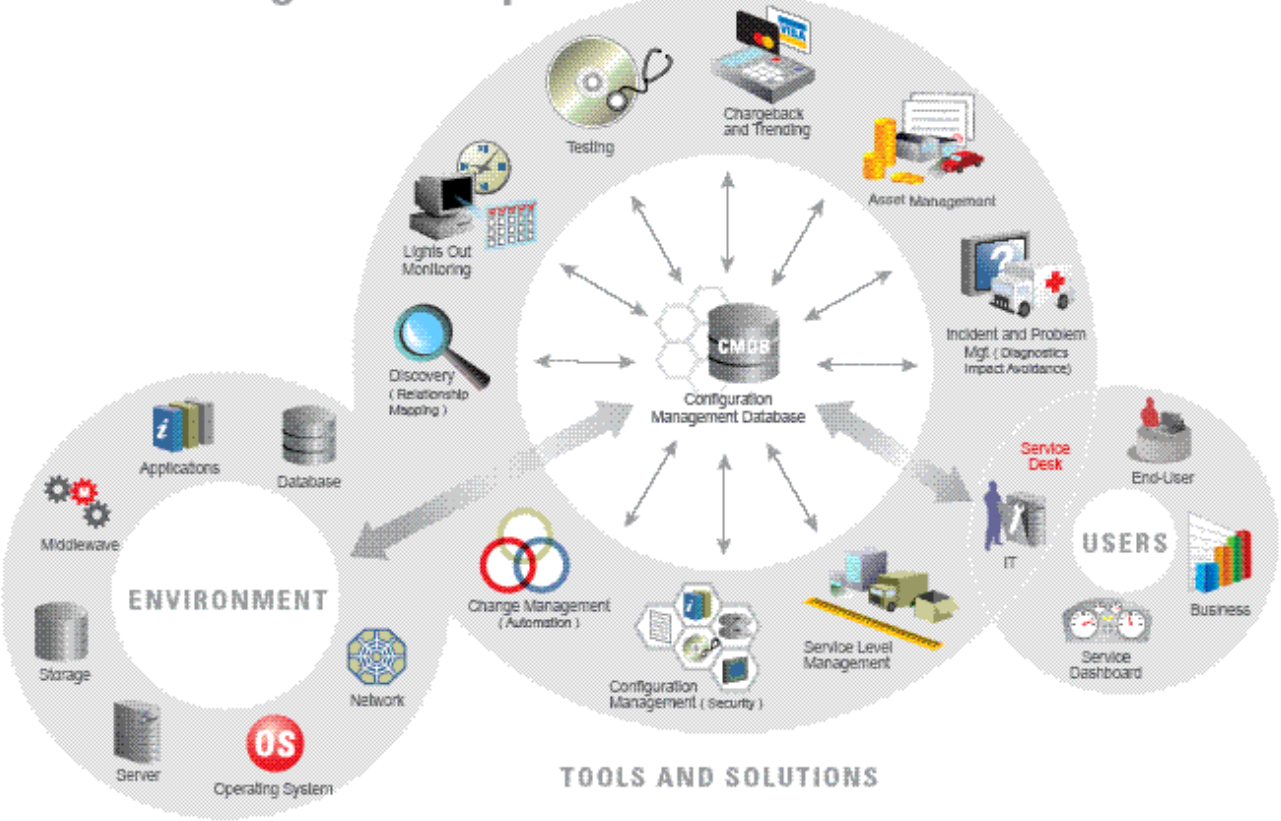 VISA
Chargeback
and Trending
Testing
Asset Management
Lights Out
Monitoring
?
Incident and Problem
Mgt ( Diagnostics
Impact Avoidance)
Discovery
( Relationship
Mapping )
CMDB
Configuration
Management Database
i
Applications
Database
Middlewave
ENVIRONMENT
Storage
Server
OS
Operating System
Network
Change Management
( Automation )
i
Configuration
Management ( Security )
Service Level
Management
Service
Desk
IT
End-User
USERS
Business
Service
Dashboard
TOOLS AND SOLUTIONS